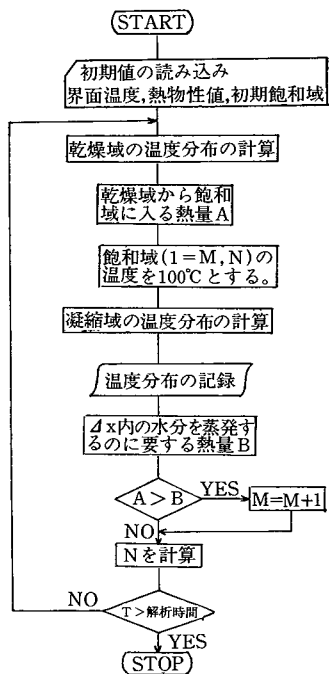 START
初期値の読み込み
界面温度,熱物性値,初期飽和域
乾燥域の温度分布の計算
乾燥域から飽和
域に入る熱量A
飽和域(1=M,N)の
温度を100℃とする。
凝縮域の温度分布の計算
温度分布の記録
Δx内の水分を蒸発す
るのに要する熱量B
A>B
YES
M=M+1
NO
Nを計算
NO
T>解析時間
YES
STOP